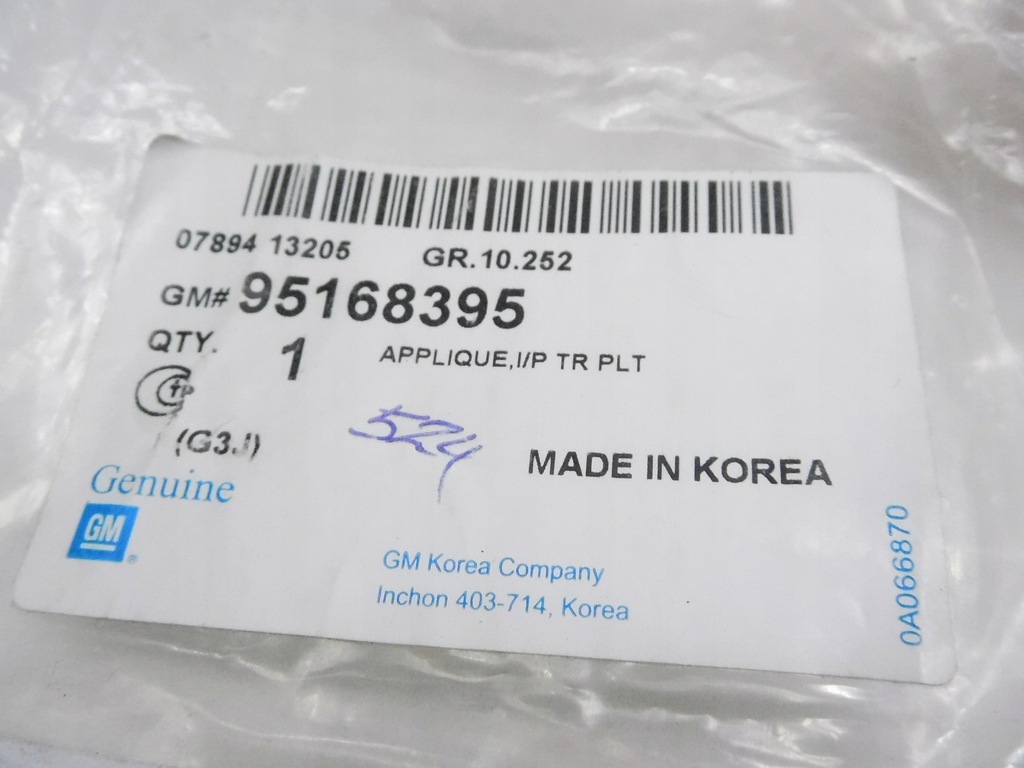 07894 13205 GR.10.252
GM# 95168395
QTY. 1 APPLIQUE,I/P TR PLT
(G3J)
524
MADE IN KOREA
Genuine
GM
GM Korea Company
Inchon 403-714, Korea
0A066870